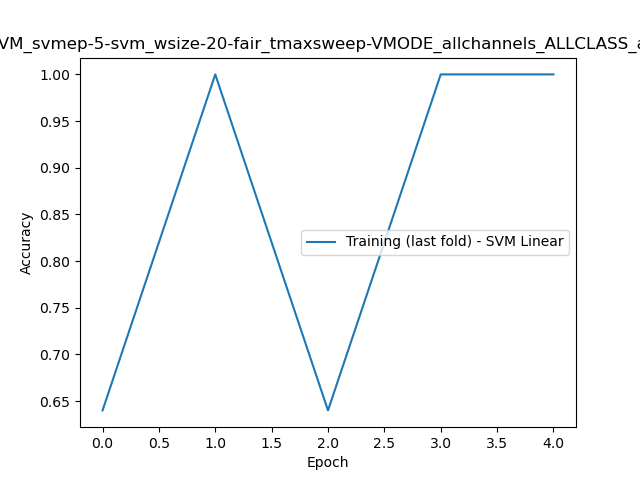 VM_svmep-5-svm_wsize-20-fair_tmaxsweep-VMODE_allchannels_ALLCLASS_a
1.00
0.95
0.90
0.85
0.80
0.75
0.70
0.65
Accuracy
Training (last fold) - SVM Linear
0.0 0.5 1.0 1.5 2.0 2.5 3.0 3.5 4.0
Epoch